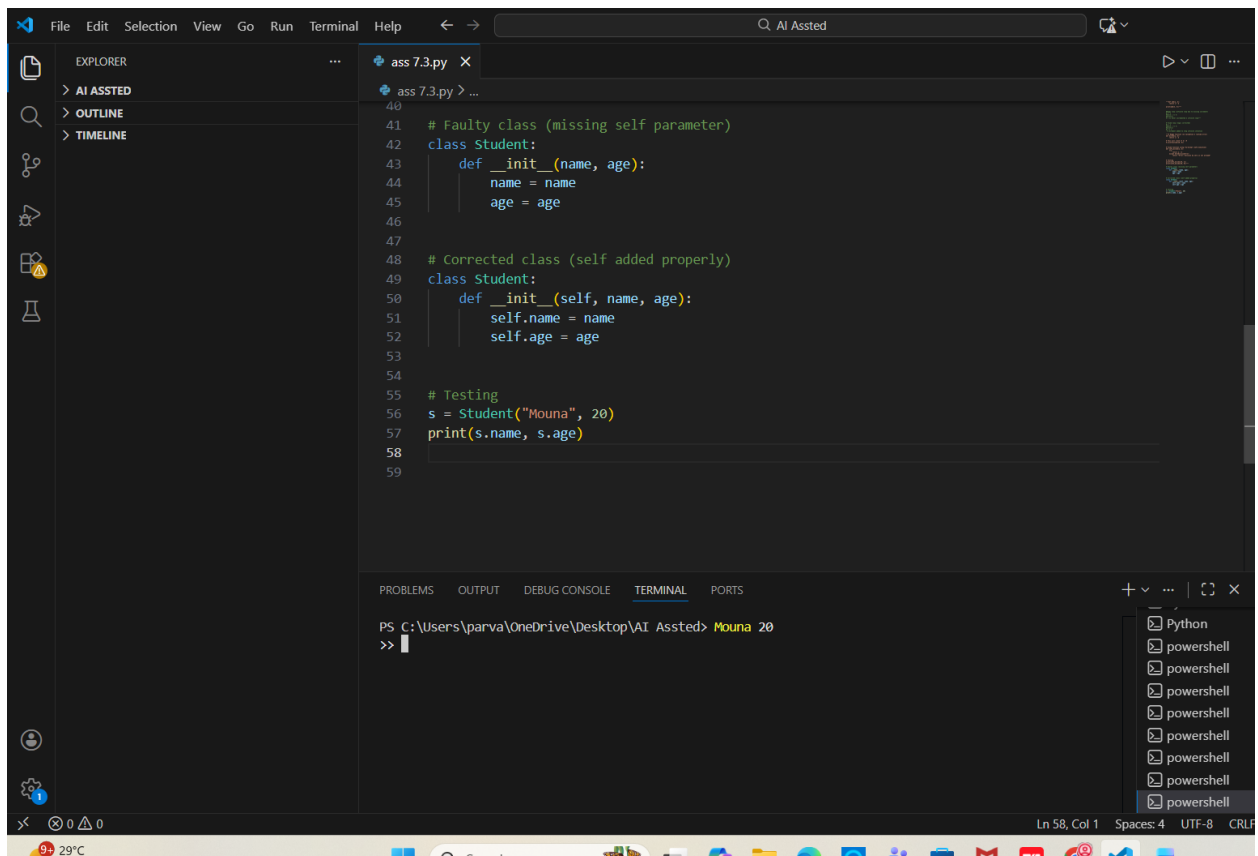 File Edit Selection View Go Run Terminal Help
AI Assted
EXPLORER
AI ASSTED
OUTLINE
TIMELINE
ass 7.3.py
ass 7.3.py > ...
40
41 # Faulty class (missing self parameter)
42 class Student:
43 def __init__(name, age):
44 name = name
45 age = age
46
47
48 # Corrected class (self added properly)
49 class Student:
50 def __init__(self, name, age):
51 self.name = name
52 self.age = age
53
54
55 # Testing
56 s = Student("Mouna", 20)
57 print(s.name, s.age)
58
59
PROBLEMS OUTPUT DEBUG CONSOLE TERMINAL PORTS
PS C:\Users\parva\OneDrive\Desktop\AI Assted> Mouna 20
>>
Python
powershell
powershell
powershell
powershell
powershell
powershell
powershell
powershell
1
0 0
Ln 58, Col 1 Spaces: 4 UTF-8 CRLF
9+ 29°C